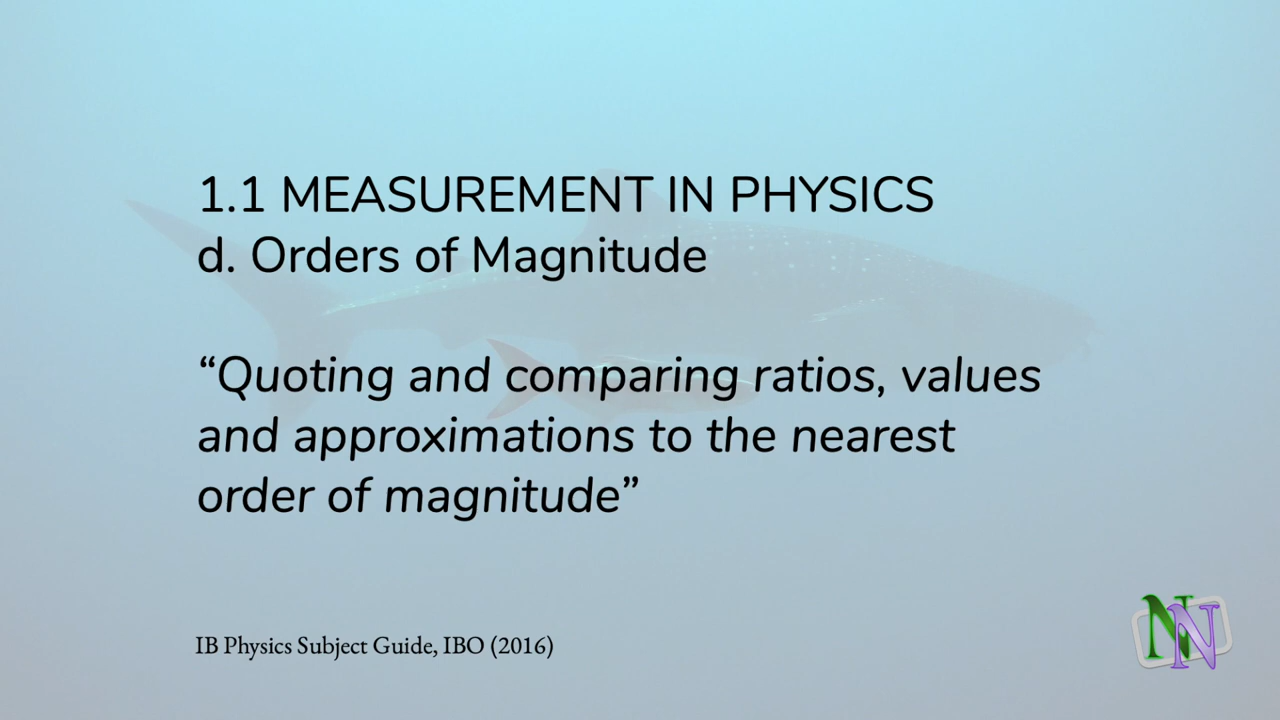 1.1 MEASUREMENT IN PHYSICS
d. Orders of Magnitude
“Quoting and comparing ratios, values
and approximations to the nearest
order of magnitude”
IB Physics Subject Guide, IBO (2016)
NN